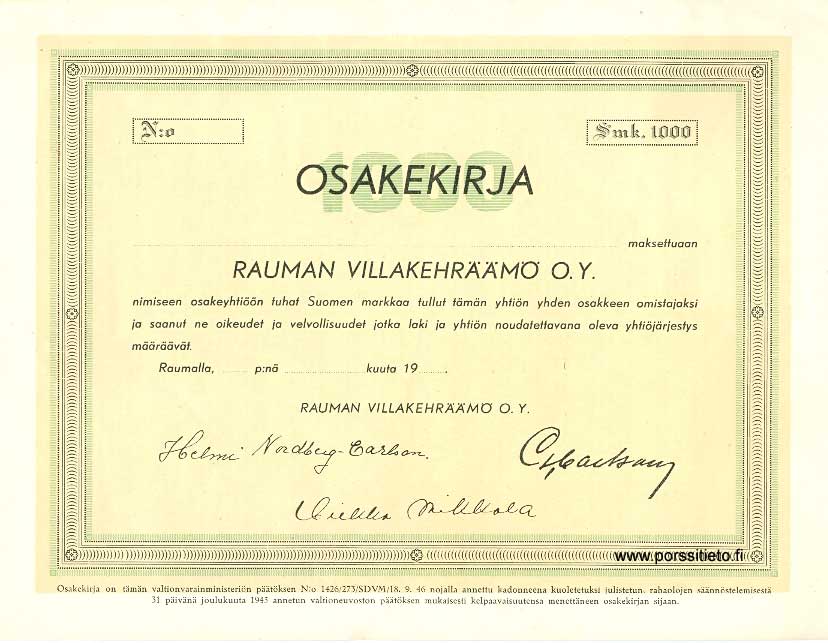 N:o
Smk. 1000
1000
OSAKEKIRJA
maksettuaan
RAUMAN VILLAKEHRÄÄMÖ O.Y.
nimiseen osakeyhtiöön tuhat Suomen markkaa tullut tämän yhtiön yhden osakkeen omistajaksi
ja saanut ne oikeudet ja velvollisuudet jotka laki ja yhtiön noudatettavana oleva yhtiöjärjestys
määräävät.
Raumalla, p:nä kuuta 19
RAUMAN VILLAKEHRÄÄMÖ O.Y.
Helmi Nordberg-Carlson.
Mikkola
www.porssitieto.fi
Osakekirja on tämän valtionvarainministeriön päätöksen N:o 1426/273/SDVM/18. 9. 46 nojalla annettu kadonneena kuoletetuksi julistetun, rahaolojen säännöstelemisestä
31 päivänä joulukuuta 1945 annetun valtioneuvoston päätöksen mukaisesti kelpaavaisuutensa menettäneen osakekirjan sijaan.